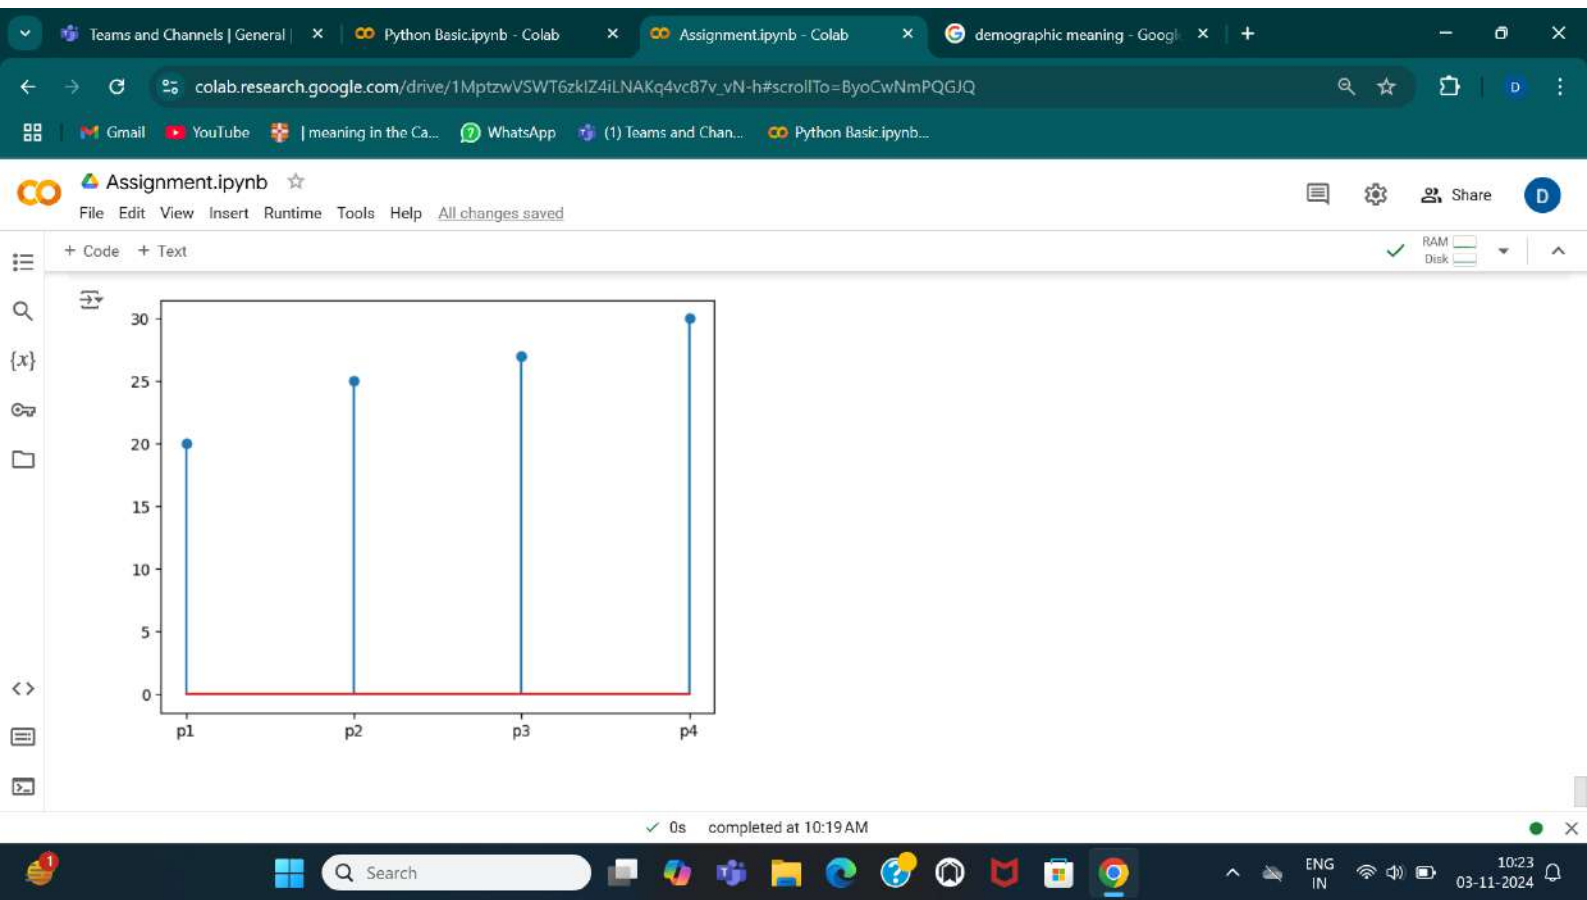 Teams and Channels | General |
Python Basic.ipynb - Colab
Assignment.ipynb - Colab
demographic meaning - Googl
colab.research.google.com/drive/1MptzwVSWT6zkIZ4iLNAKq4vc87v_vN-h#scrollTo=ByoCwNmPQGJQ
D
Gmail
YouTube
| meaning in the Ca...
WhatsApp
(1) Teams and Chan...
Python Basic.ipynb...
Assignment.ipynb
File Edit View Insert Runtime Tools Help All changes saved
Share
D
+ Code + Text
RAM
Disk
{x}
30
25
20
15
10
5
0
p1 p2 p3 p4
0s completed at 10:19 AM
1
Search
ENG
IN
10:23
03-11-2024